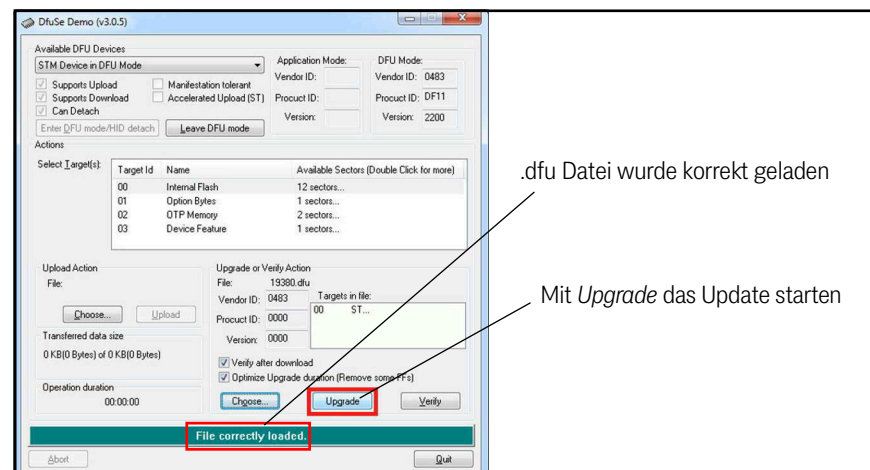 DfuSe Demo (v3.0.5)
Available DFU Devices
STM Device in DFU Mode
Supports Upload
Manifestation tolerant
Supports Download
Accelerated Upload (ST)
Can Detach
Enter DFU mode/HID detach
Leave DFU mode
Application Mode:
Vendor ID:
Procuct ID:
Version:
DFU Mode:
Vendor ID: 0483
Procuct ID: DF11
Version: 2200
Actions
Select Target(s):
Target Id Name Available Sectors (Double Click for more)
00 Internal Flash 12 sectors...
01 Option Bytes 1 sectors...
02 OTP Memory 2 sectors...
03 Device Feature 1 sectors...
.dfu Datei wurde korrekt geladen
Upload Action
File:
Choose...
Upload
Transferred data size
0 KB(0 Bytes) of 0 KB(0 Bytes)
Operation duration
00:00:00
Upgrade or Verify Action
File: 19380.dfu
Vendor ID: 0483
Procuct ID: 0000
Version: 0000
Targets in file:
00 ST...
Verify after download
Optimize Upgrade duration (Remove some FFs)
Choose...
Upgrade
Verify
Mit Upgrade das Update starten
File correctly loaded.
Abort
Quit